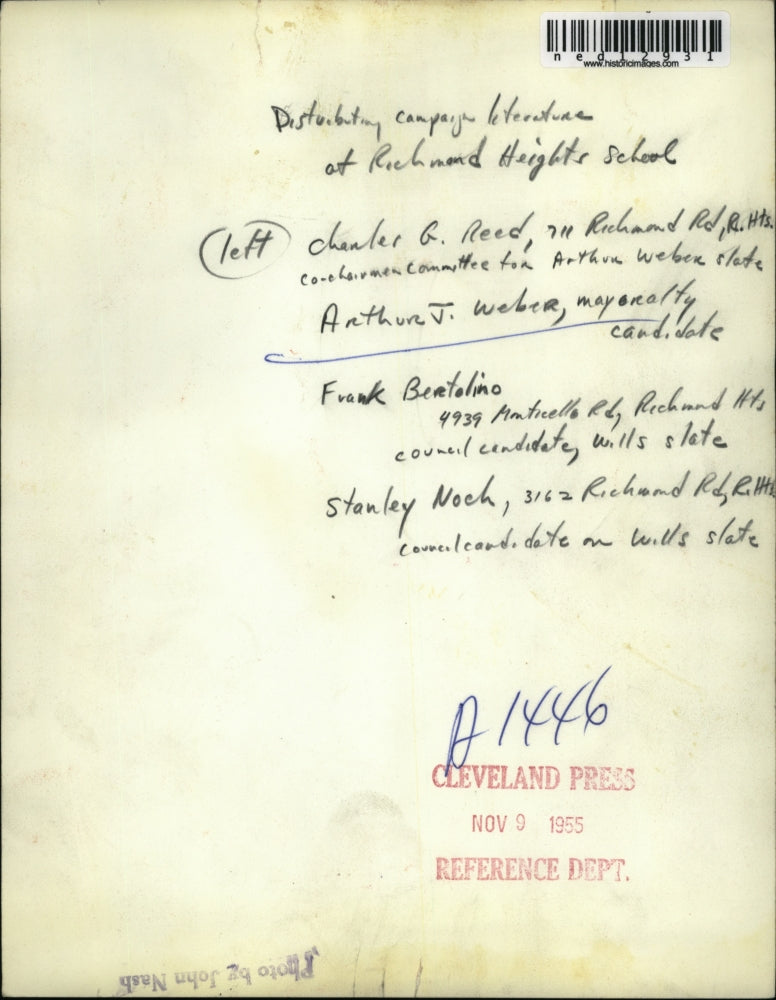 ned12931
www.historicimages.com
Distributing campaign literature
at Richmond Heights School
(left) Charles G. Reed, 711 Richmond Rd, R. Hts.
co-chairmen committee for Arthur Weber slate
Arthur J. Weber, mayoralty
candidate
Frank Bertolino
4939 Monticello Rd, Richmond Hts
council candidate, Wills slate
Stanley Noch, 3162 Richmond Rd, R. Hts
council candidate on Wills slate
A1446
CLEVELAND PRESS
NOV 9 1955
REFERENCE DEPT.
Photo by John Nash